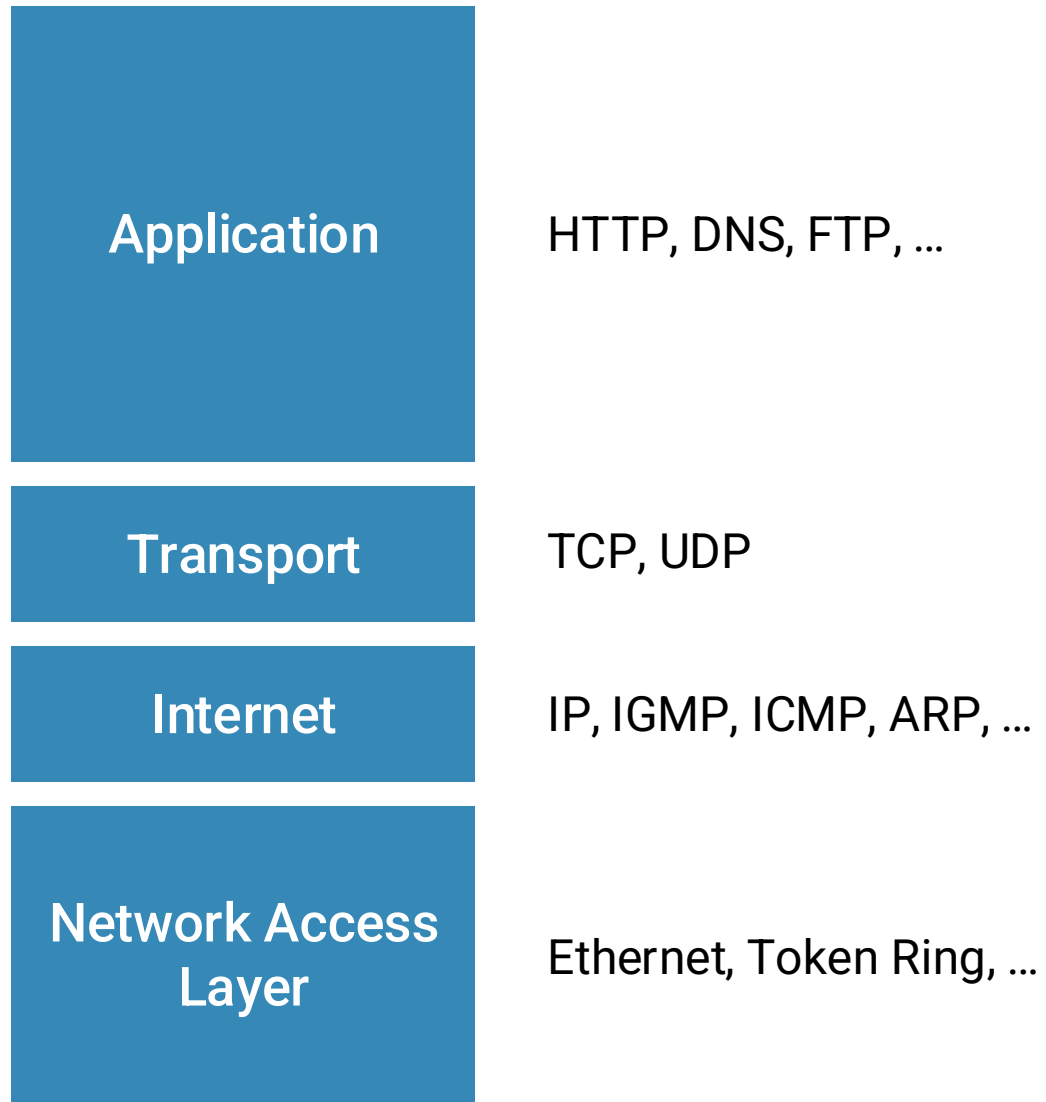 Application
HTTP, DNS, FTP, ...
Transport
TCP, UDP
Internet
IP, IGMP, ICMP, ARP, ...
Network Access
Layer
Ethernet, Token Ring, ...